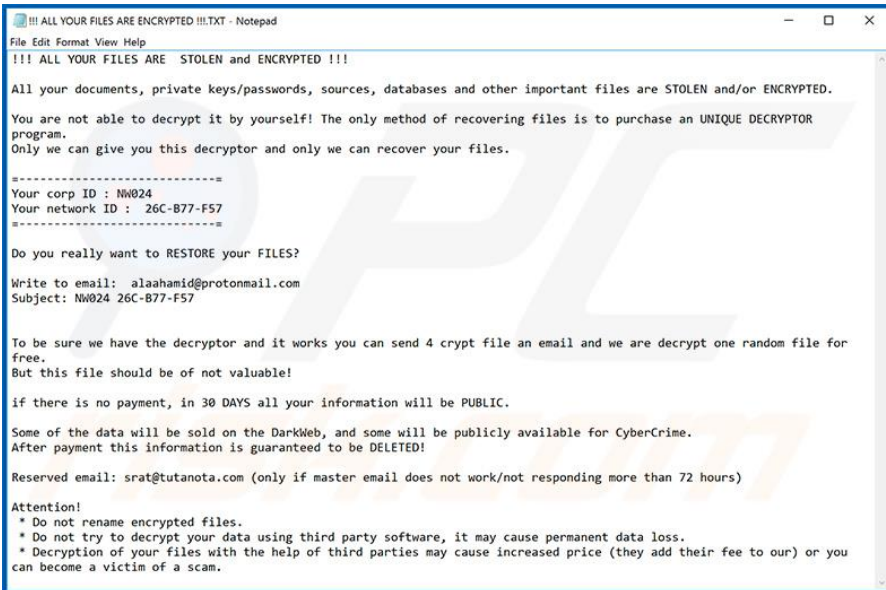 !!! ALL YOUR FILES ARE ENCRYPTED !!!.TXT - Notepad
File Edit Format View Help
!!! ALL YOUR FILES ARE  STOLEN and ENCRYPTED !!!
All your documents, private keys/passwords, sources, databases and other important files are STOLEN and/or ENCRYPTED.
You are not able to decrypt it by yourself! The only method of recovering files is to purchase an UNIQUE DECRYPTOR
program.
Only we can give you this decryptor and only we can recover your files.
=----------------------------=
Your corp ID : NW024
Your network ID :  26C-B77-F57
=----------------------------=
Do you really want to RESTORE your FILES?
Write to email:  alaahamid@protonmail.com
Subject: NW024 26C-B77-F57
To be sure we have the decryptor and it works you can send 4 crypt file an email and we are decrypt one random file for
free.
But this file should be of not valuable!
if there is no payment, in 30 DAYS all your information will be PUBLIC.
Some of the data will be sold on the DarkWeb, and some will be publicly available for CyberCrime.
After payment this information is guaranteed to be DELETED!
Reserved email: srat@tutanota.com (only if master email does not work/not responding more than 72 hours)
Attention!
* Do not rename encrypted files.
* Do not try to decrypt your data using third party software, it may cause permanent data loss.
* Decryption of your files with the help of third parties may cause increased price (they add their fee to our) or you
can become a victim of a scam.
PC
risk.com